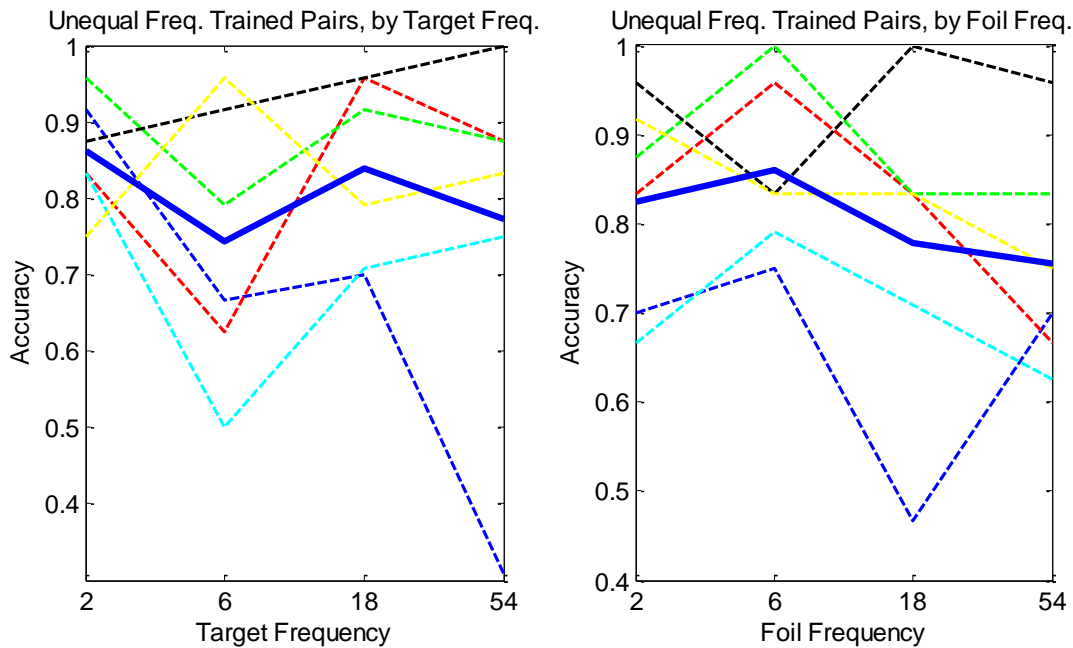 Unequal Freq. Trained Pairs, by Target Freq.
1
0.9
0.8
0.7
0.6
0.5
0.4
Accuracy
2 6 18 54
Target Frequency
Unequal Freq. Trained Pairs, by Foil Freq.
1
0.9
0.8
0.7
0.6
0.5
0.4
Accuracy
2 6 18 54
Foil Frequency